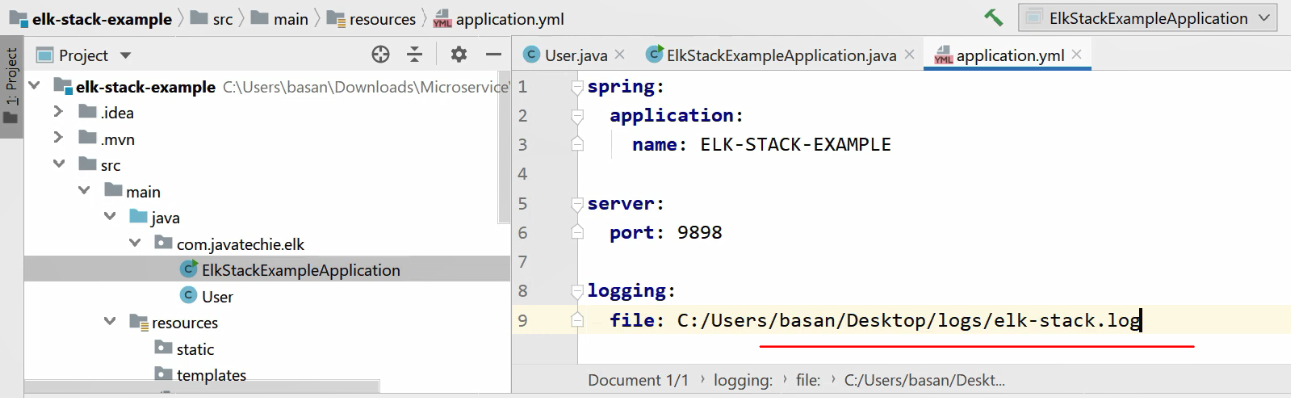 elk-stack-example src main resources application.yml ElkStackExampleApplication
1: Project
Project
elk-stack-example C:\Users\basan\Downloads\Microservice
.idea
.mvn
src
main
java
com.javatechie.elk
ElkStackExampleApplication
User
resources
static
templates
User.java ElkStackExampleApplication.java application.yml
1 spring:
2 application:
3 name: ELK-STACK-EXAMPLE
4
5 server:
6 port: 9898
7
8 logging:
9 file: C:/Users/basan/Desktop/logs/elk-stack.log
Document 1/1 › logging: › file: › C:/Users/basan/Deskt...